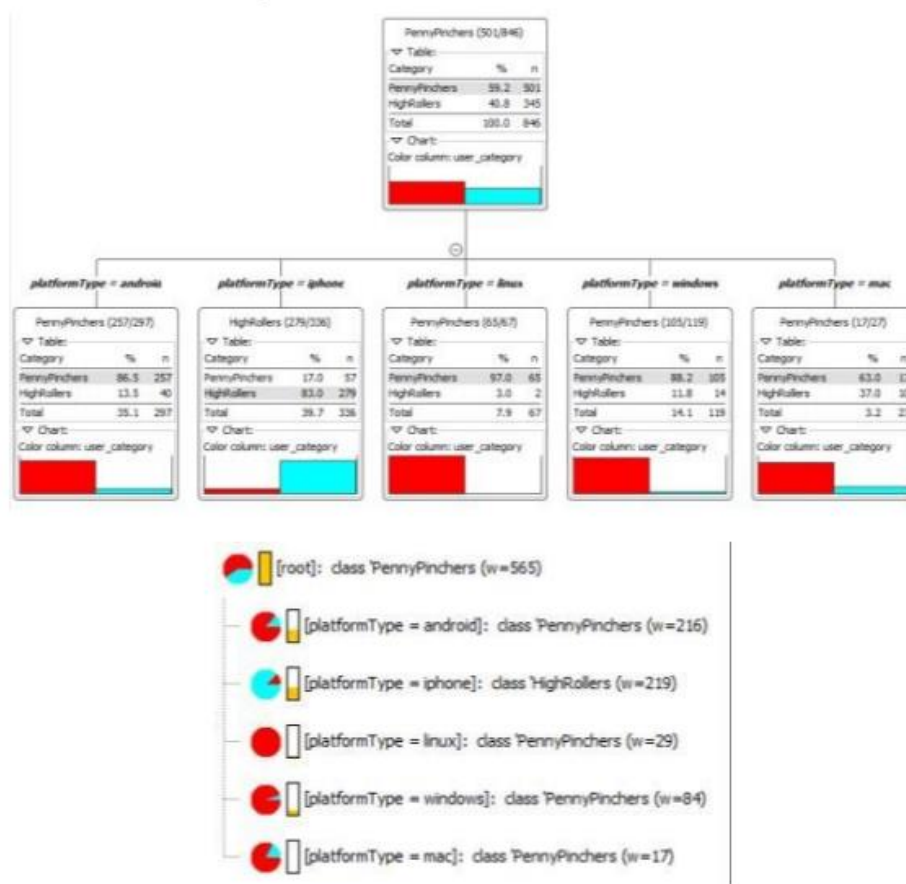 PennyPinchers (501/846)
Table:
Category % n
PennyPinchers 59.2 501
HighRollers 40.8 345
Total 100.0 846
Chart:
Color column: user_category
platformType = android
platformType = iphone
platformType = linux
platformType = windows
platformType = mac
PennyPinchers (257/297)
Table:
Category % n
PennyPinchers 86.5 257
HighRollers 13.5 40
Total 35.1 297
Chart:
Color column: user_category
HighRollers (279/336)
Table:
Category % n
PennyPinchers 17.0 57
HighRollers 83.0 279
Total 39.7 336
Chart:
Color column: user_category
PennyPinchers (65/67)
Table:
Category % n
PennyPinchers 97.0 65
HighRollers 3.0 2
Total 7.9 67
Chart:
Color column: user_category
PennyPinchers (105/119)
Table:
Category % n
PennyPinchers 88.2 105
HighRollers 11.8 14
Total 14.1 119
Chart:
Color column: user_category
PennyPinchers (17/27)
Table:
Category %
PennyPinchers 63.0
HighRollers 37.0
Total 3.2
Chart:
Color column: user_category
[root]: class 'PennyPinchers (w=565)
[platformType = android]: class 'PennyPinchers (w=216)
[platformType = iphone]: class 'HighRollers (w=219)
[platformType = linux]: class 'PennyPinchers (w=29)
[platformType = windows]: class 'PennyPinchers (w=84)
[platformType = mac]: class 'PennyPinchers (w=17)